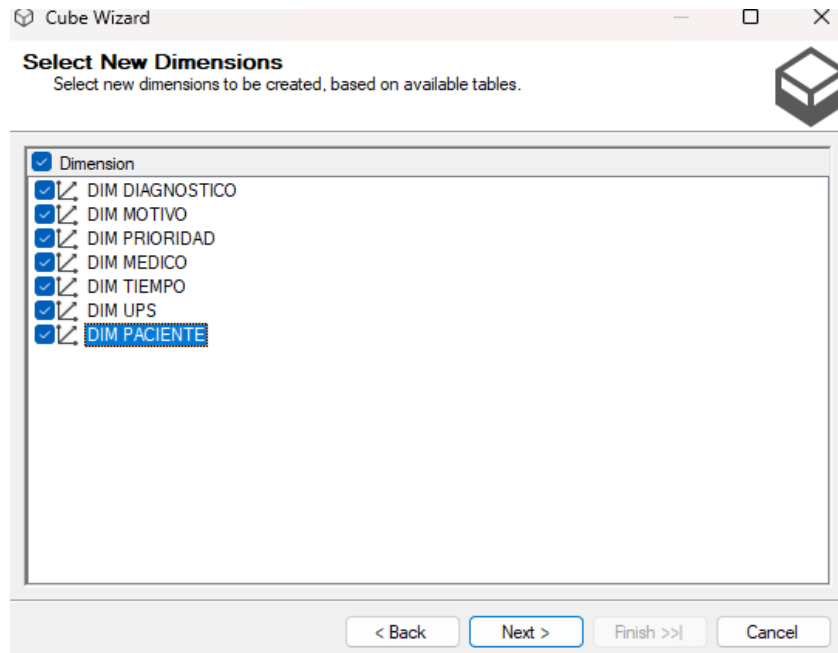 Cube Wizard
Select New Dimensions
Select new dimensions to be created, based on available tables.
Dimension
DIM DIAGNOSTICO
DIM MOTIVO
DIM PRIORIDAD
DIM MEDICO
DIM TIEMPO
DIM UPS
DIM PACIENTE
< Back Next > Finish >>| Cancel